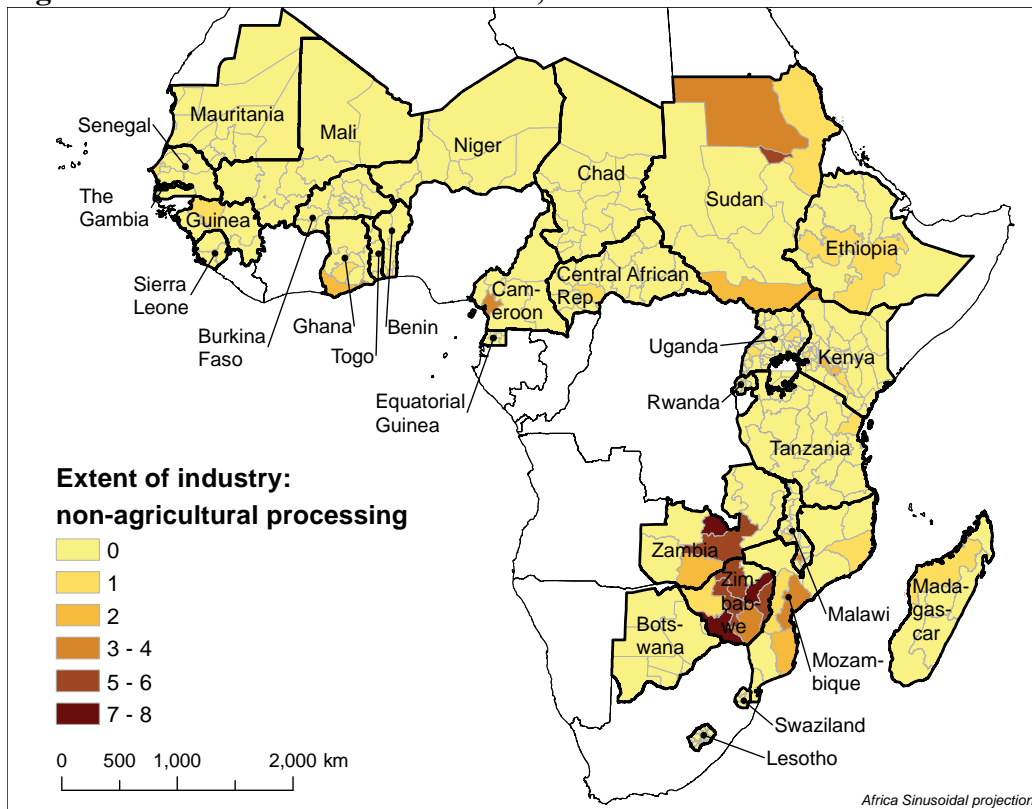 Mauritania
Senegal
Mali
Niger
Chad
Sudan
The
Gambia
Guinea
Ethiopia
Sierra
Leone
Burkina
Faso
Ghana
Togo
Benin
Cam-
eroon
Central African
Rep.
Equatorial
Guinea
Uganda
Kenya
Rwanda
Tanzania
Zambia
Zim-
bab-
we
Malawi
Mada-
gas-
car
Bots-
wana
Mozam-
bique
Swaziland
Lesotho
Extent of industry:
non-agricultural processing
0
1
2
3 - 4
5 - 6
7 - 8
0 500 1,000 2,000 km
Africa Sinusoidal projection